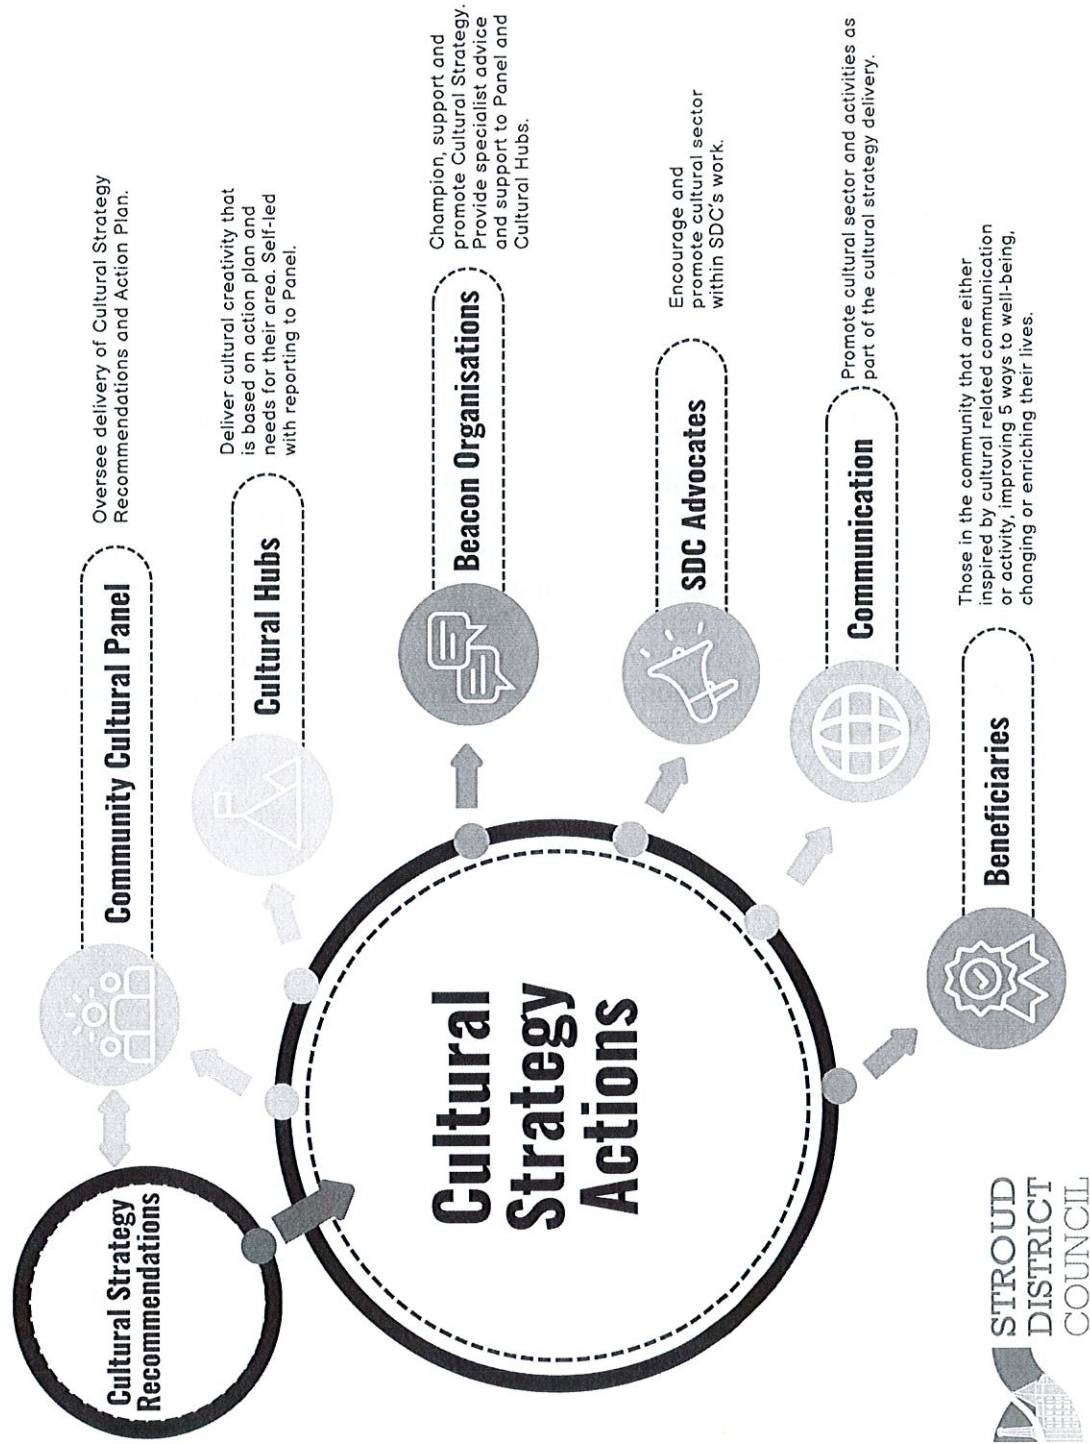 Cultural Strategy
Recommendations
Cultural
Strategy
Actions
Community Cultural Panel
Oversee delivery of Cultural Strategy
Recommendations and Action Plan.
Cultural Hubs
Deliver cultural creativity that
is based on action plan and
needs for their area. Self-led
with reporting to Panel.
Beacon Organisations
Champion, support and
promote Cultural Strategy.
Provide specialist advice
and support to Panel and
Cultural Hubs.
SDC Advocates
Encourage and
promote cultural sector
within SDC's work.
Communication
Promote cultural sector and activities as
part of the cultural strategy delivery.
Beneficiaries
Those in the community that are either
inspired by cultural related communication
or activity, improving 5 ways to well-being,
changing or enriching their lives.
STROUD
DISTRICT
COUNCIL